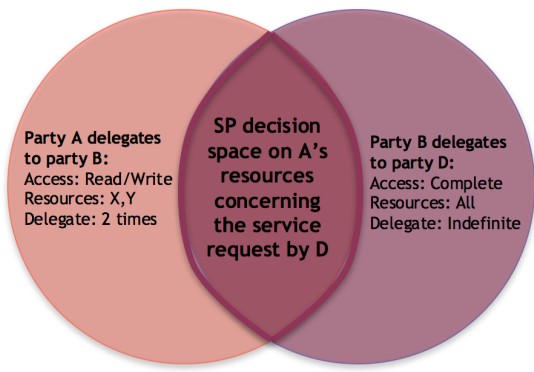 Party A delegates
to party B:
Access: Read/Write
Resources: X,Y
Delegate: 2 times
SP decision
space on A's
resources
concerning
the service
request by D
Party B delegates
to party D:
Access: Complete
Resources: All
Delegate: Indefinite